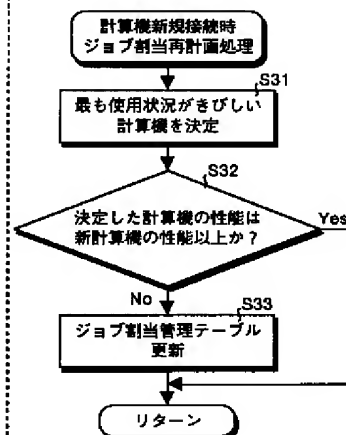 計算機新規接続時
ジョブ割当再計画処理
S31
最も使用状況がきびしい
計算機を決定
S32
決定した計算機の性能は
新計算機の性能以上か?
Yes
No
S33
ジョブ割当管理テーブル
更新
リターン